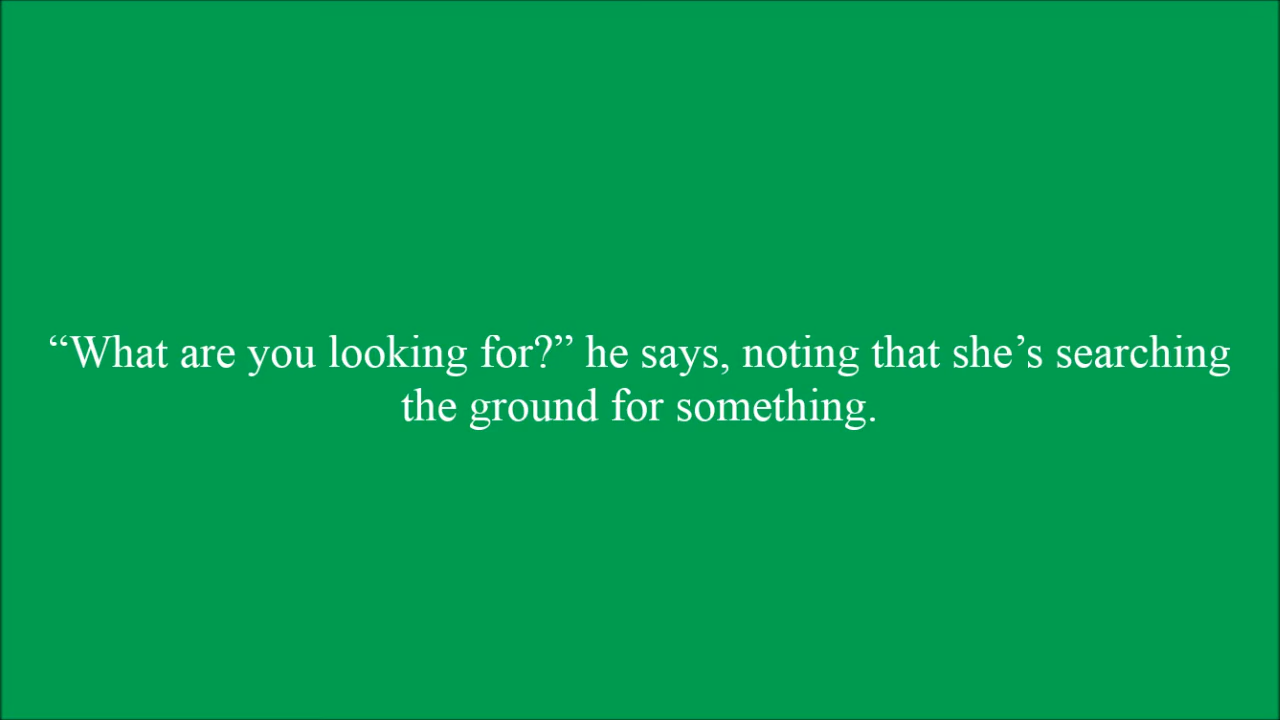 “What are you looking for?” he says, noting that she’s searching
the ground for something.